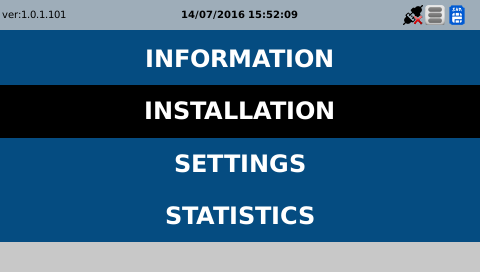 ver:1.0.1.101 14/07/2016 15:52:09
INFORMATION
INSTALLATION
SETTINGS
STATISTICS